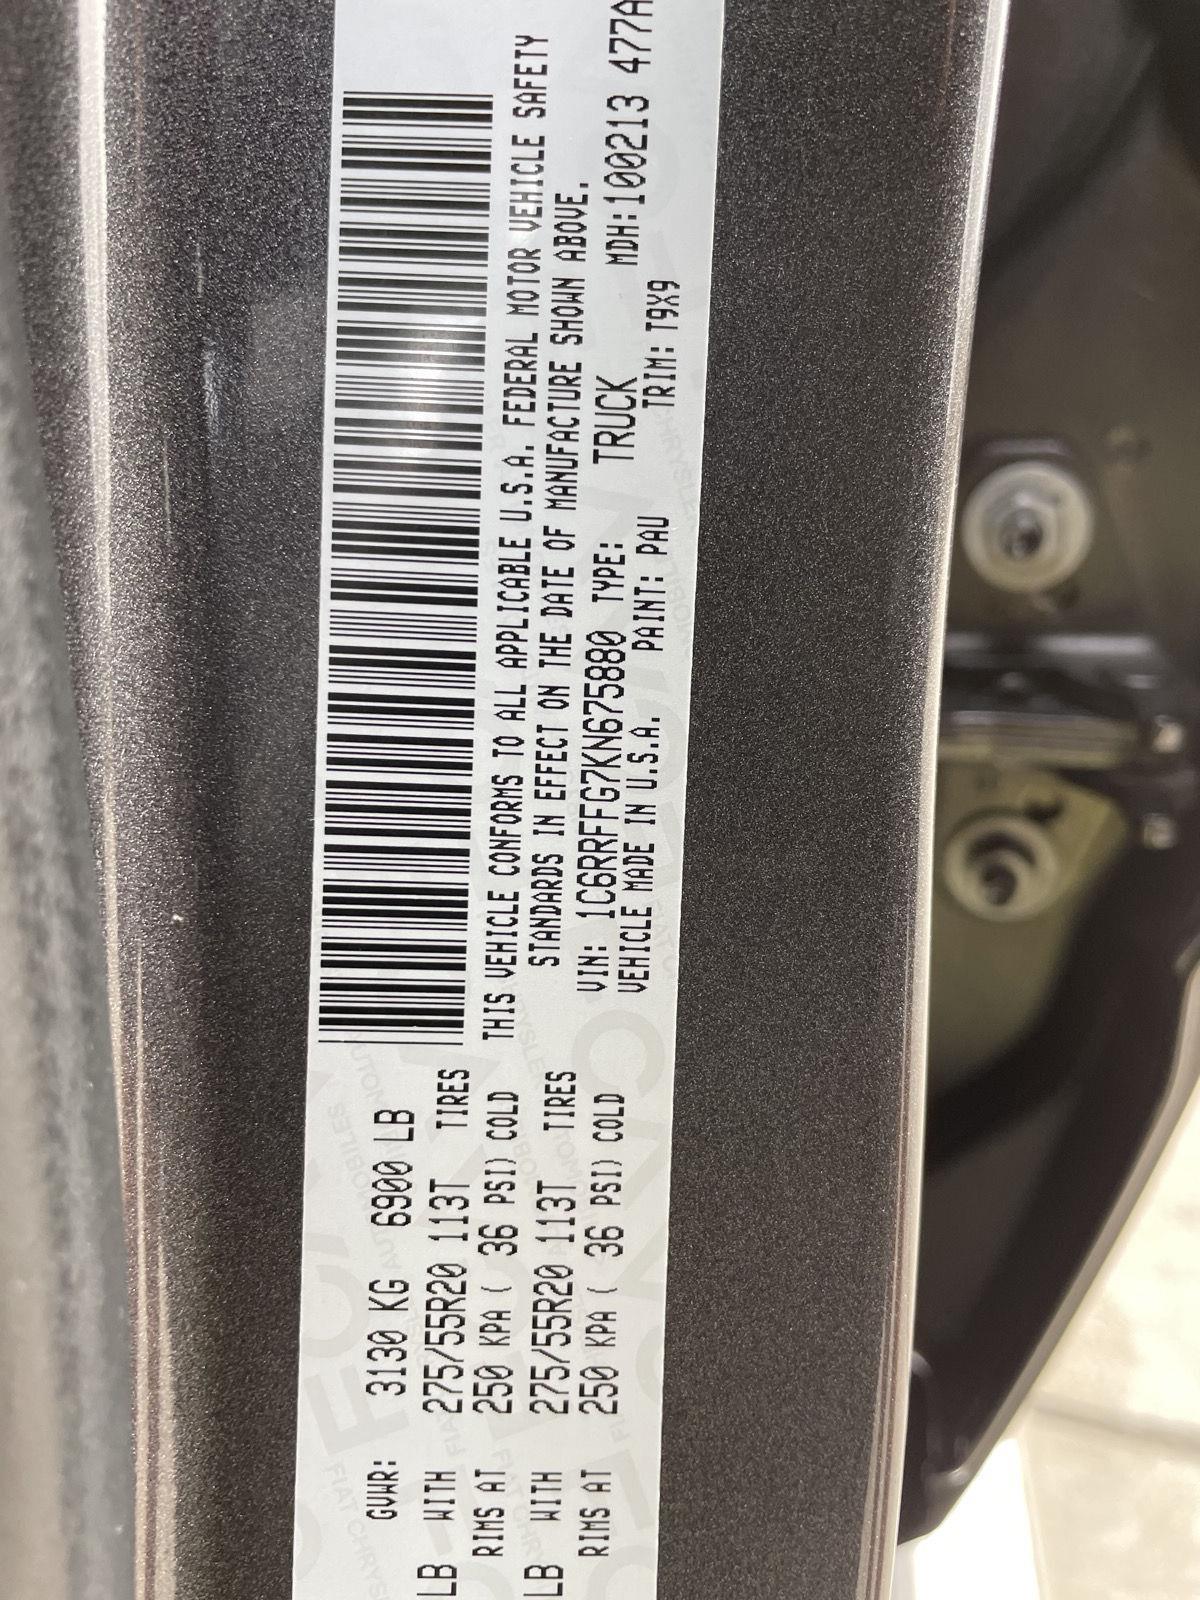 GVWR: 3130 KG 6900 LB
LB WITH 275/55R20 113T TIRES
RIMS AT 250 KPA ( 36 PSI) COLD
LB WITH 275/55R20 113T TIRES
RIMS AT 250 KPA ( 36 PSI) COLD
THIS VEHICLE CONFORMS TO ALL APPLICABLE U.S.A. FEDERAL MOTOR VEHICLE SAFETY
STANDARDS IN EFFECT ON THE DATE OF MANUFACTURE SHOWN ABOVE.
VIN: 1C6RRFFG7KN675880 TYPE: TRUCK MDH:100213 477A
VEHICLE MADE IN U.S.A. PAINT: PAU TRIM: T9X9